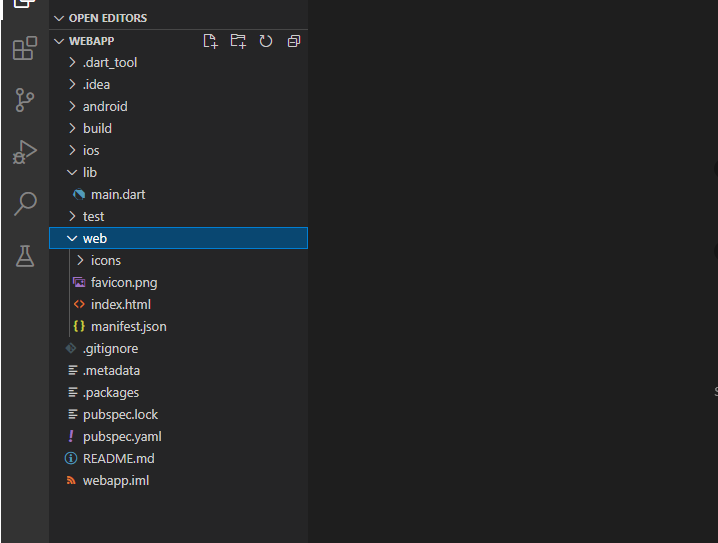 OPEN EDITORS
WEBAPP
.dart_tool
.idea
android
build
ios
lib
main.dart
test
web
icons
favicon.png
index.html
manifest.json
.gitignore
.metadata
.packages
pubspec.lock
pubspec.yaml
README.md
webapp.iml